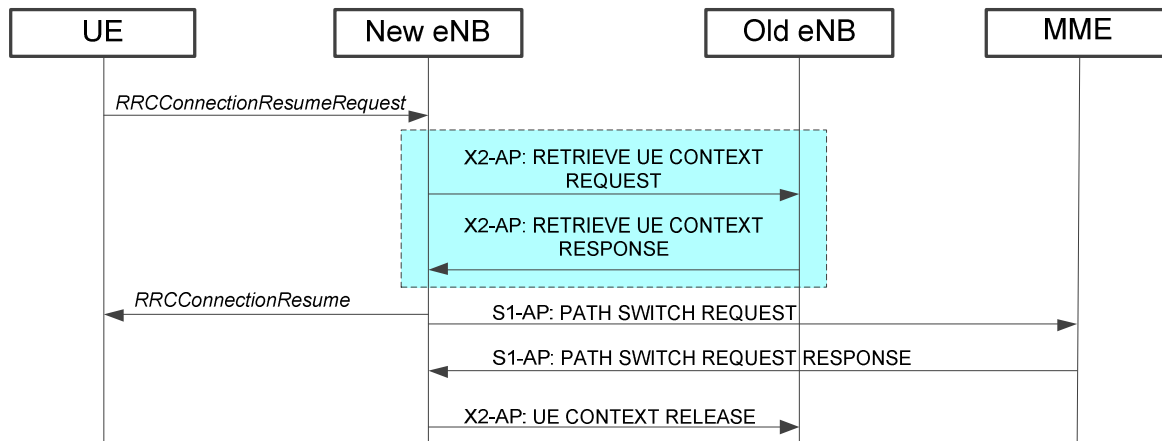 UE
New eNB
Old eNB
MME
RRCConnectionResumeRequest
X2-AP: RETRIEVE UE CONTEXT
REQUEST
X2-AP: RETRIEVE UE CONTEXT
RESPONSE
RRCConnectionResume
S1-AP: PATH SWITCH REQUEST
S1-AP: PATH SWITCH REQUEST RESPONSE
X2-AP: UE CONTEXT RELEASE